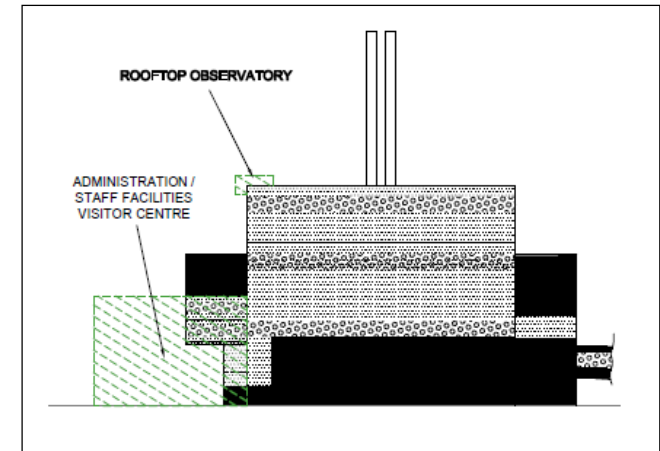 ROOFTOP OBSERVATORY
ADMINISTRATION /
STAFF FACILITIES
VISITOR CENTRE